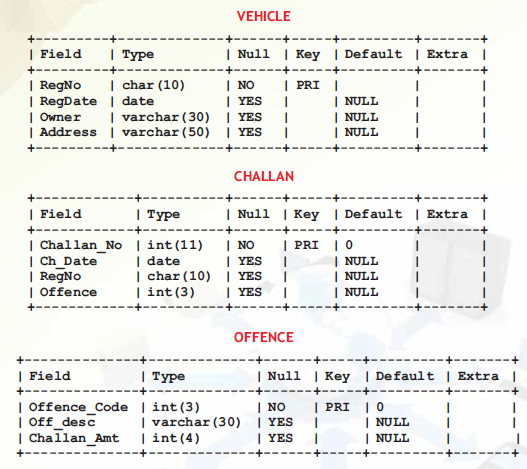 VEHICLE
+---------+-------------+------+-----+---------+-------+
| Field | Type | Null | Key | Default | Extra |
+---------+-------------+------+-----+---------+-------+
| RegNo | char(10) | NO | PRI | | |
| RegDate | date | YES | | NULL | |
| Owner | varchar(30) | YES | | NULL | |
| Address | varchar(50) | YES | | NULL | |
+---------+-------------+------+-----+---------+-------+
CHALLAN
+------------+----------+------+-----+---------+-------+
| Field | Type | Null | Key | Default | Extra |
+------------+----------+------+-----+---------+-------+
| Challan_No | int(11) | NO | PRI | 0 | |
| Ch_Date | date | YES | | NULL | |
| RegNo | char(10) | YES | | NULL | |
| Offence | int(3) | YES | | NULL | |
+------------+----------+------+-----+---------+-------+
OFFENCE
+--------------+-------------+------+-----+---------+-------+
| Field | Type | Null | Key | Default | Extra |
+--------------+-------------+------+-----+---------+-------+
| Offence_Code | int(3) | NO | PRI | 0 | |
| Off_desc | varchar(30) | YES | | NULL | |
| Challan_Amt | int(4) | YES | | NULL | |
+--------------+-------------+------+-----+---------+-------+